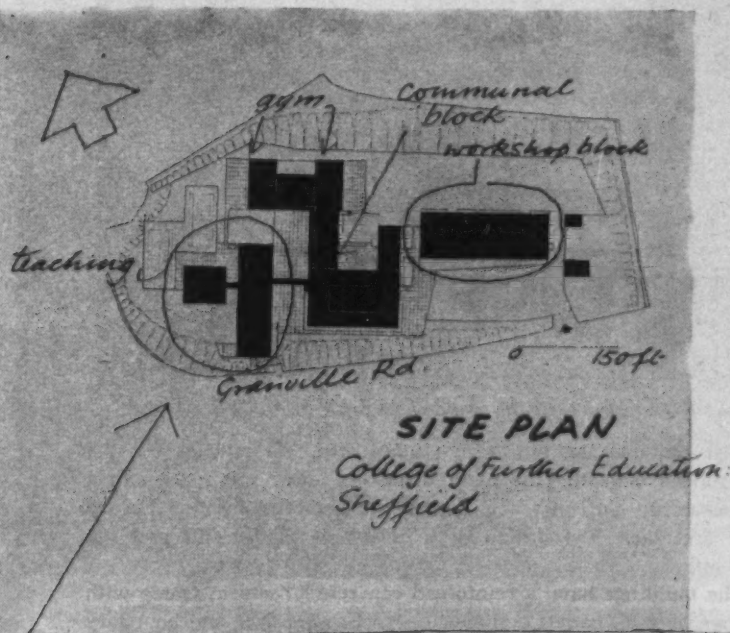 gym
Communal
block
workshop block
teaching
Granville Rd.
0 150ft
SITE PLAN
College of Further Education:
Sheffield